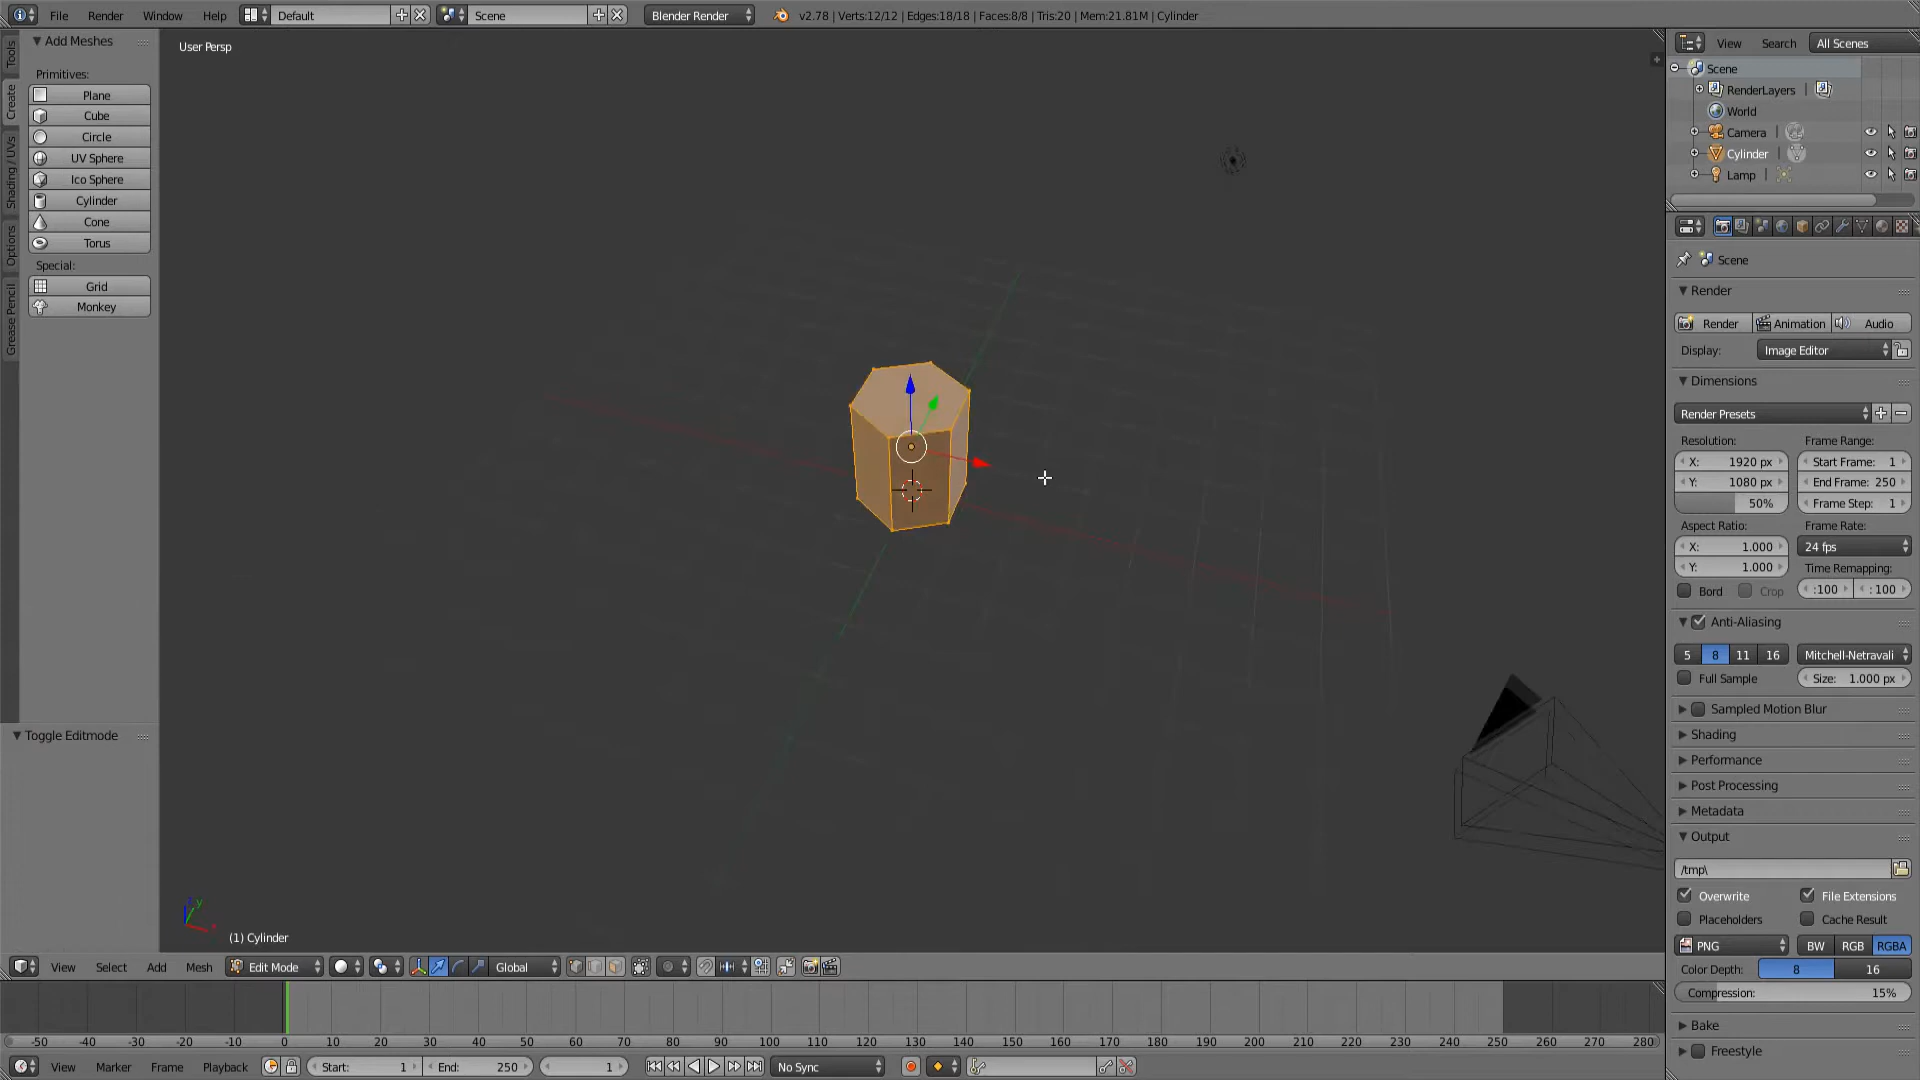 File Render Window Help Default Scene Blender Render v2.78 | Verts:12/12 | Edges:18/18 | Faces:8/8 | Tris:20 | Mem:21.81M | Cylinder
Tools
Create
Shading / UVs
Options
Grease Pencil
Add Meshes
Primitives:
Plane
Cube
Circle
UV Sphere
Ico Sphere
Cylinder
Cone
Torus
Special:
Grid
Monkey
Toggle Editmode
User Persp
(1) Cylinder
View Search All Scenes
Scene
RenderLayers
World
Camera
Cylinder
Lamp
Scene
Render
Render Animation Audio
Display: Image Editor
Dimensions
Render Presets
Resolution: Frame Range:
X: 1920 px Start Frame: 1
Y: 1080 px End Frame: 250
50% Frame Step: 1
Aspect Ratio: Frame Rate:
X: 1.000 24 fps
Y: 1.000 Time Remapping:
Bord Crop :100 : 100
Anti-Aliasing
5 8 11 16 Mitchell-Netravali
Full Sample Size: 1.000 px
Sampled Motion Blur
Shading
Performance
Post Processing
Metadata
Output
/tmp\
Overwrite File Extensions
Placeholders Cache Result
PNG BW RGB RGBA
Color Depth: 8 16
Compression: 15%
Bake
Freestyle
View Select Add Mesh Edit Mode Global
-50 -40 -30 -20 -10 0 10 20 30 40 50 60 70 80 90 100 110 120 130 140 150 160 170 180 190 200 210 220 230 240 250 260 270 280
View Marker Frame Playback Start: 1 End: 250 1 No Sync